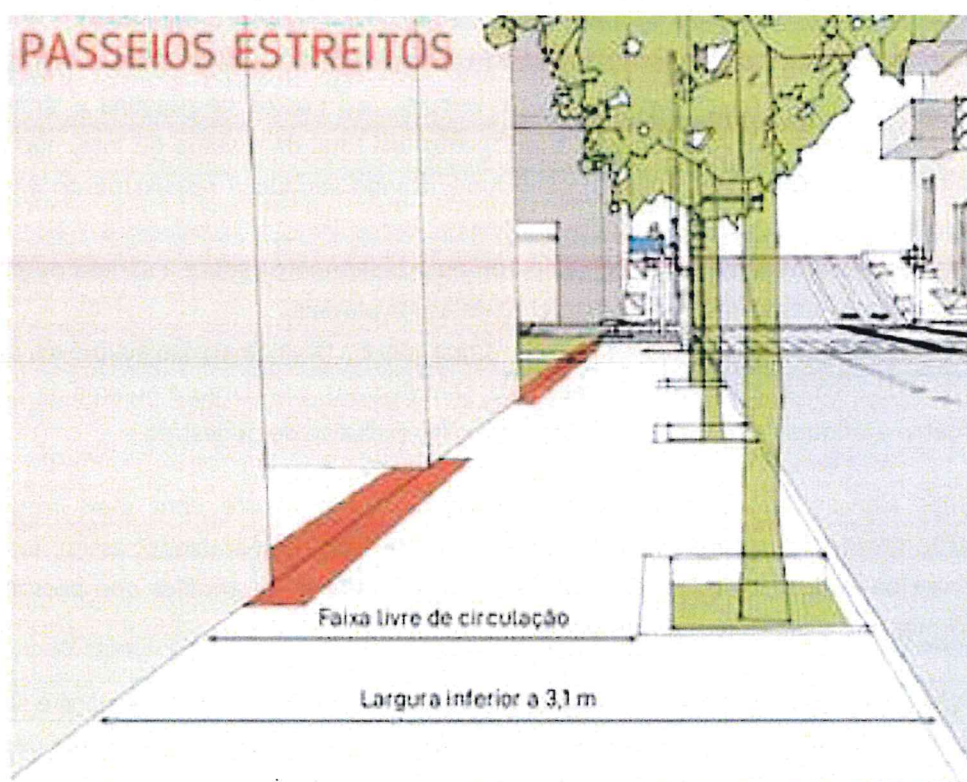 PASSEIOS ESTREITOS
Faixa livre de circulação
Largura inferior a 3,1 m